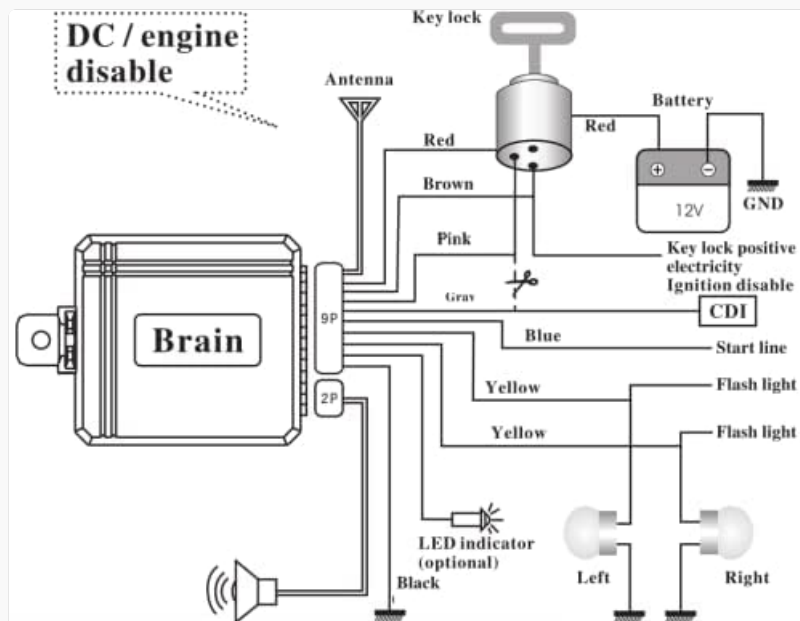 DC / engine
disable
Key lock
Antenna
Battery
Red
Red
Brown
12V
GND
Pink
Key lock positive
electricity
Ignition disable
Gray
CDI
9P
Brain
Blue
Start line
Yellow
Flash light
2P
Yellow
Flash light
LED indicator
(optional)
Black
Left
Right